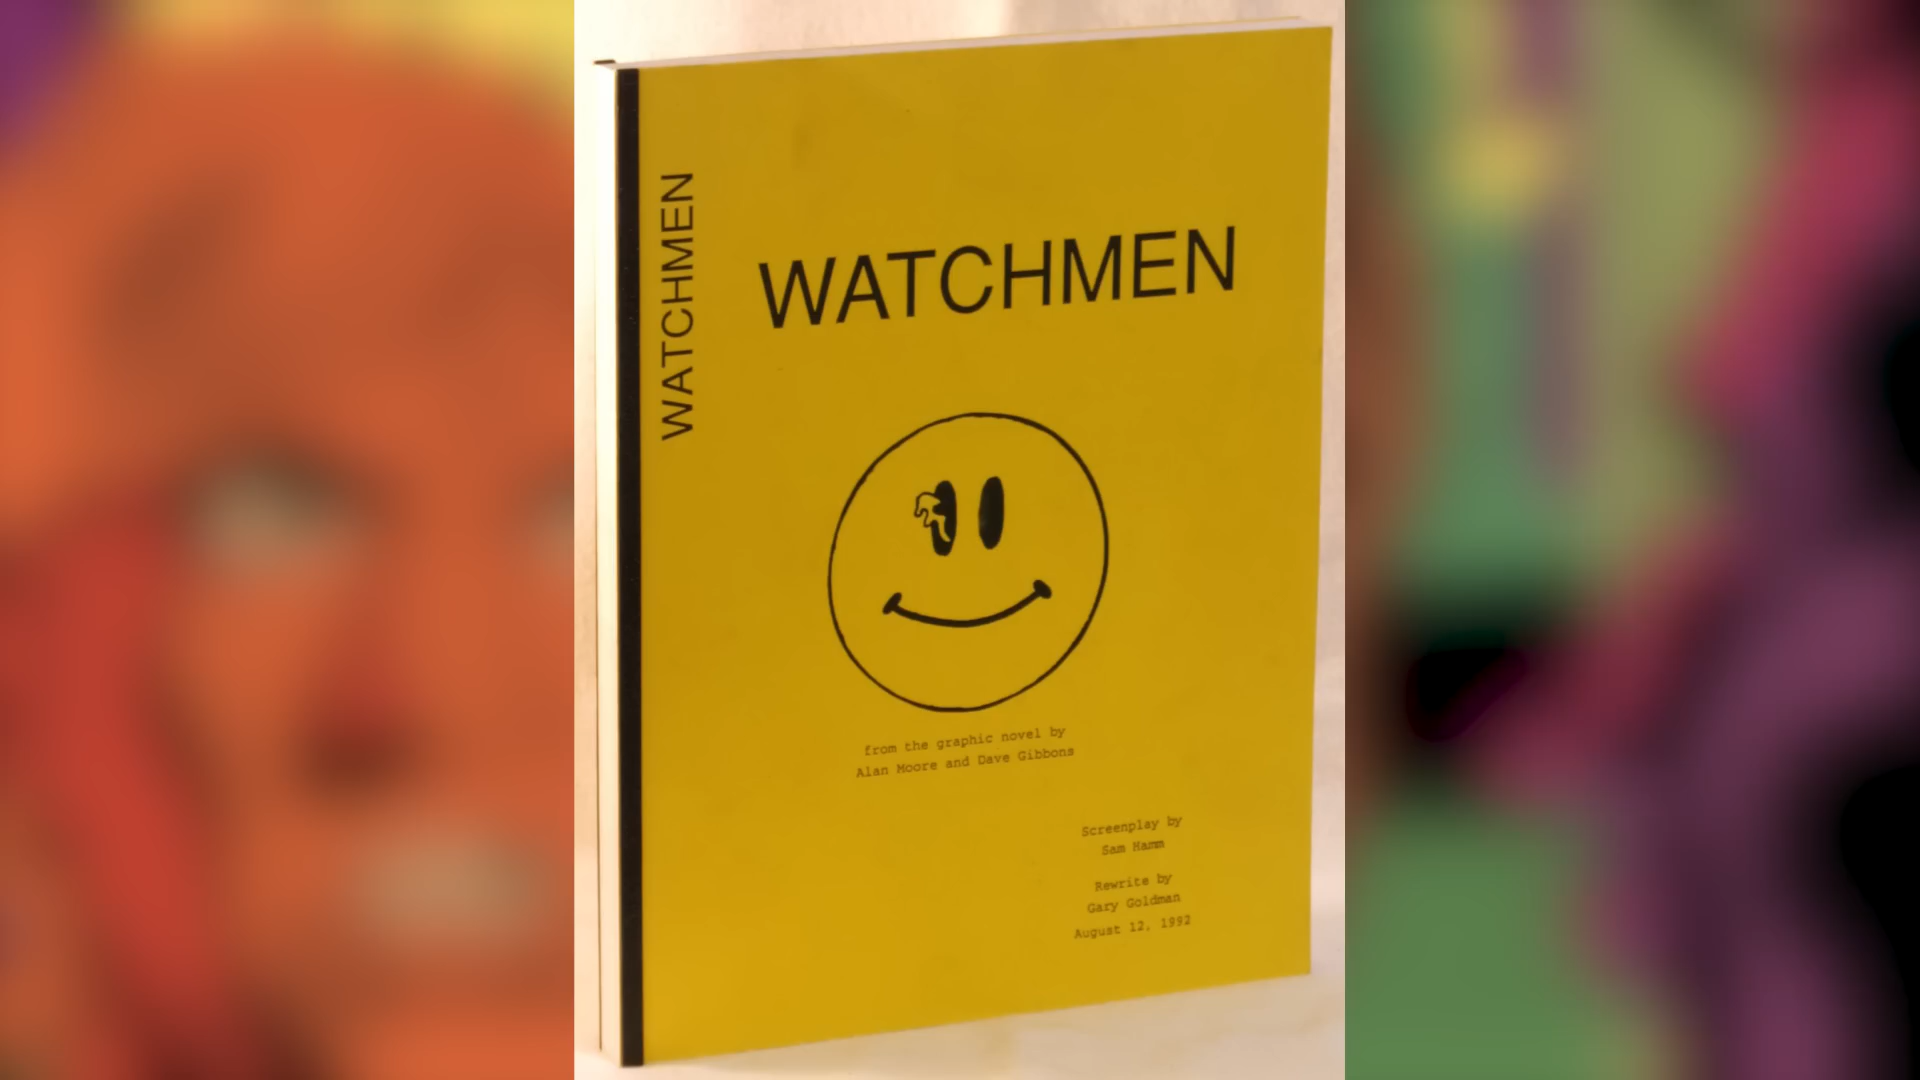 WATCHMEN
WATCHMEN
from the graphic novel by
Alan Moore and Dave Gibbons
Screenplay by
Sam Hamm
Rewrite by
Gary Goldman
August 12, 1992